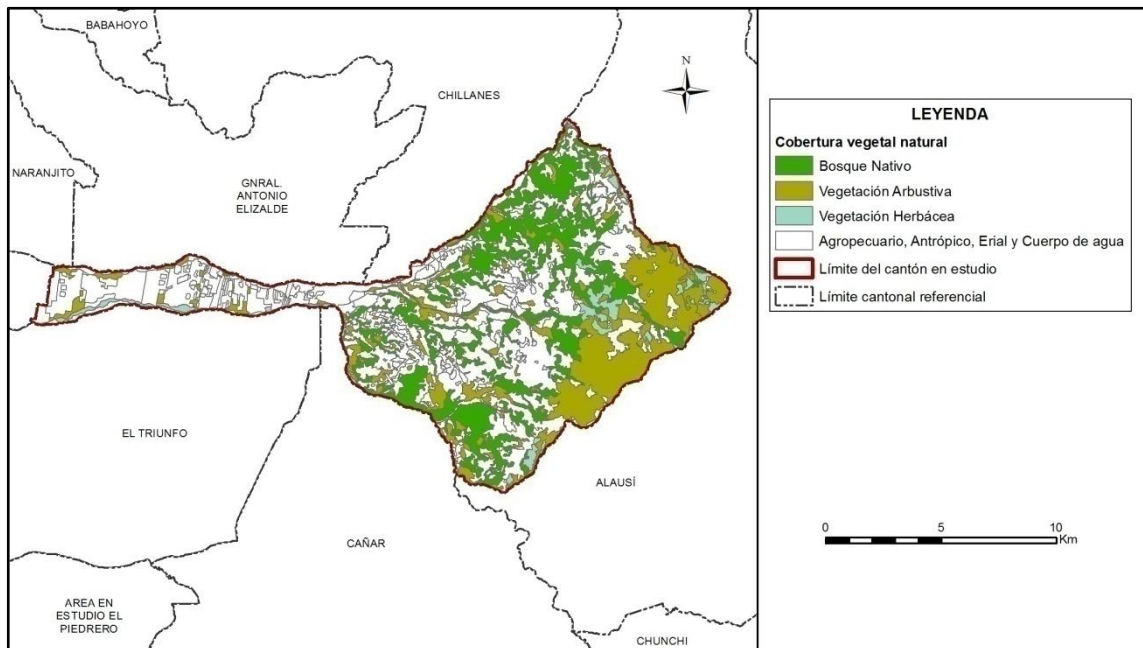 BABAHOYO
CHILLANES
N
NARANJITO
GNRAL.
ANTONIO
ELIZALDE
EL TRIUNFO
ALAUSÍ
CAÑAR
AREA EN
ESTUDIO EL
PIEDRERO
CHUNCHI
LEYENDA
Cobertura vegetal natural
Bosque Nativo
Vegetación Arbustiva
Vegetación Herbácea
Agropecuario, Antrópico, Erial y Cuerpo de agua
Límite del cantón en estudio
Límite cantonal referencial
0 5 10
Km